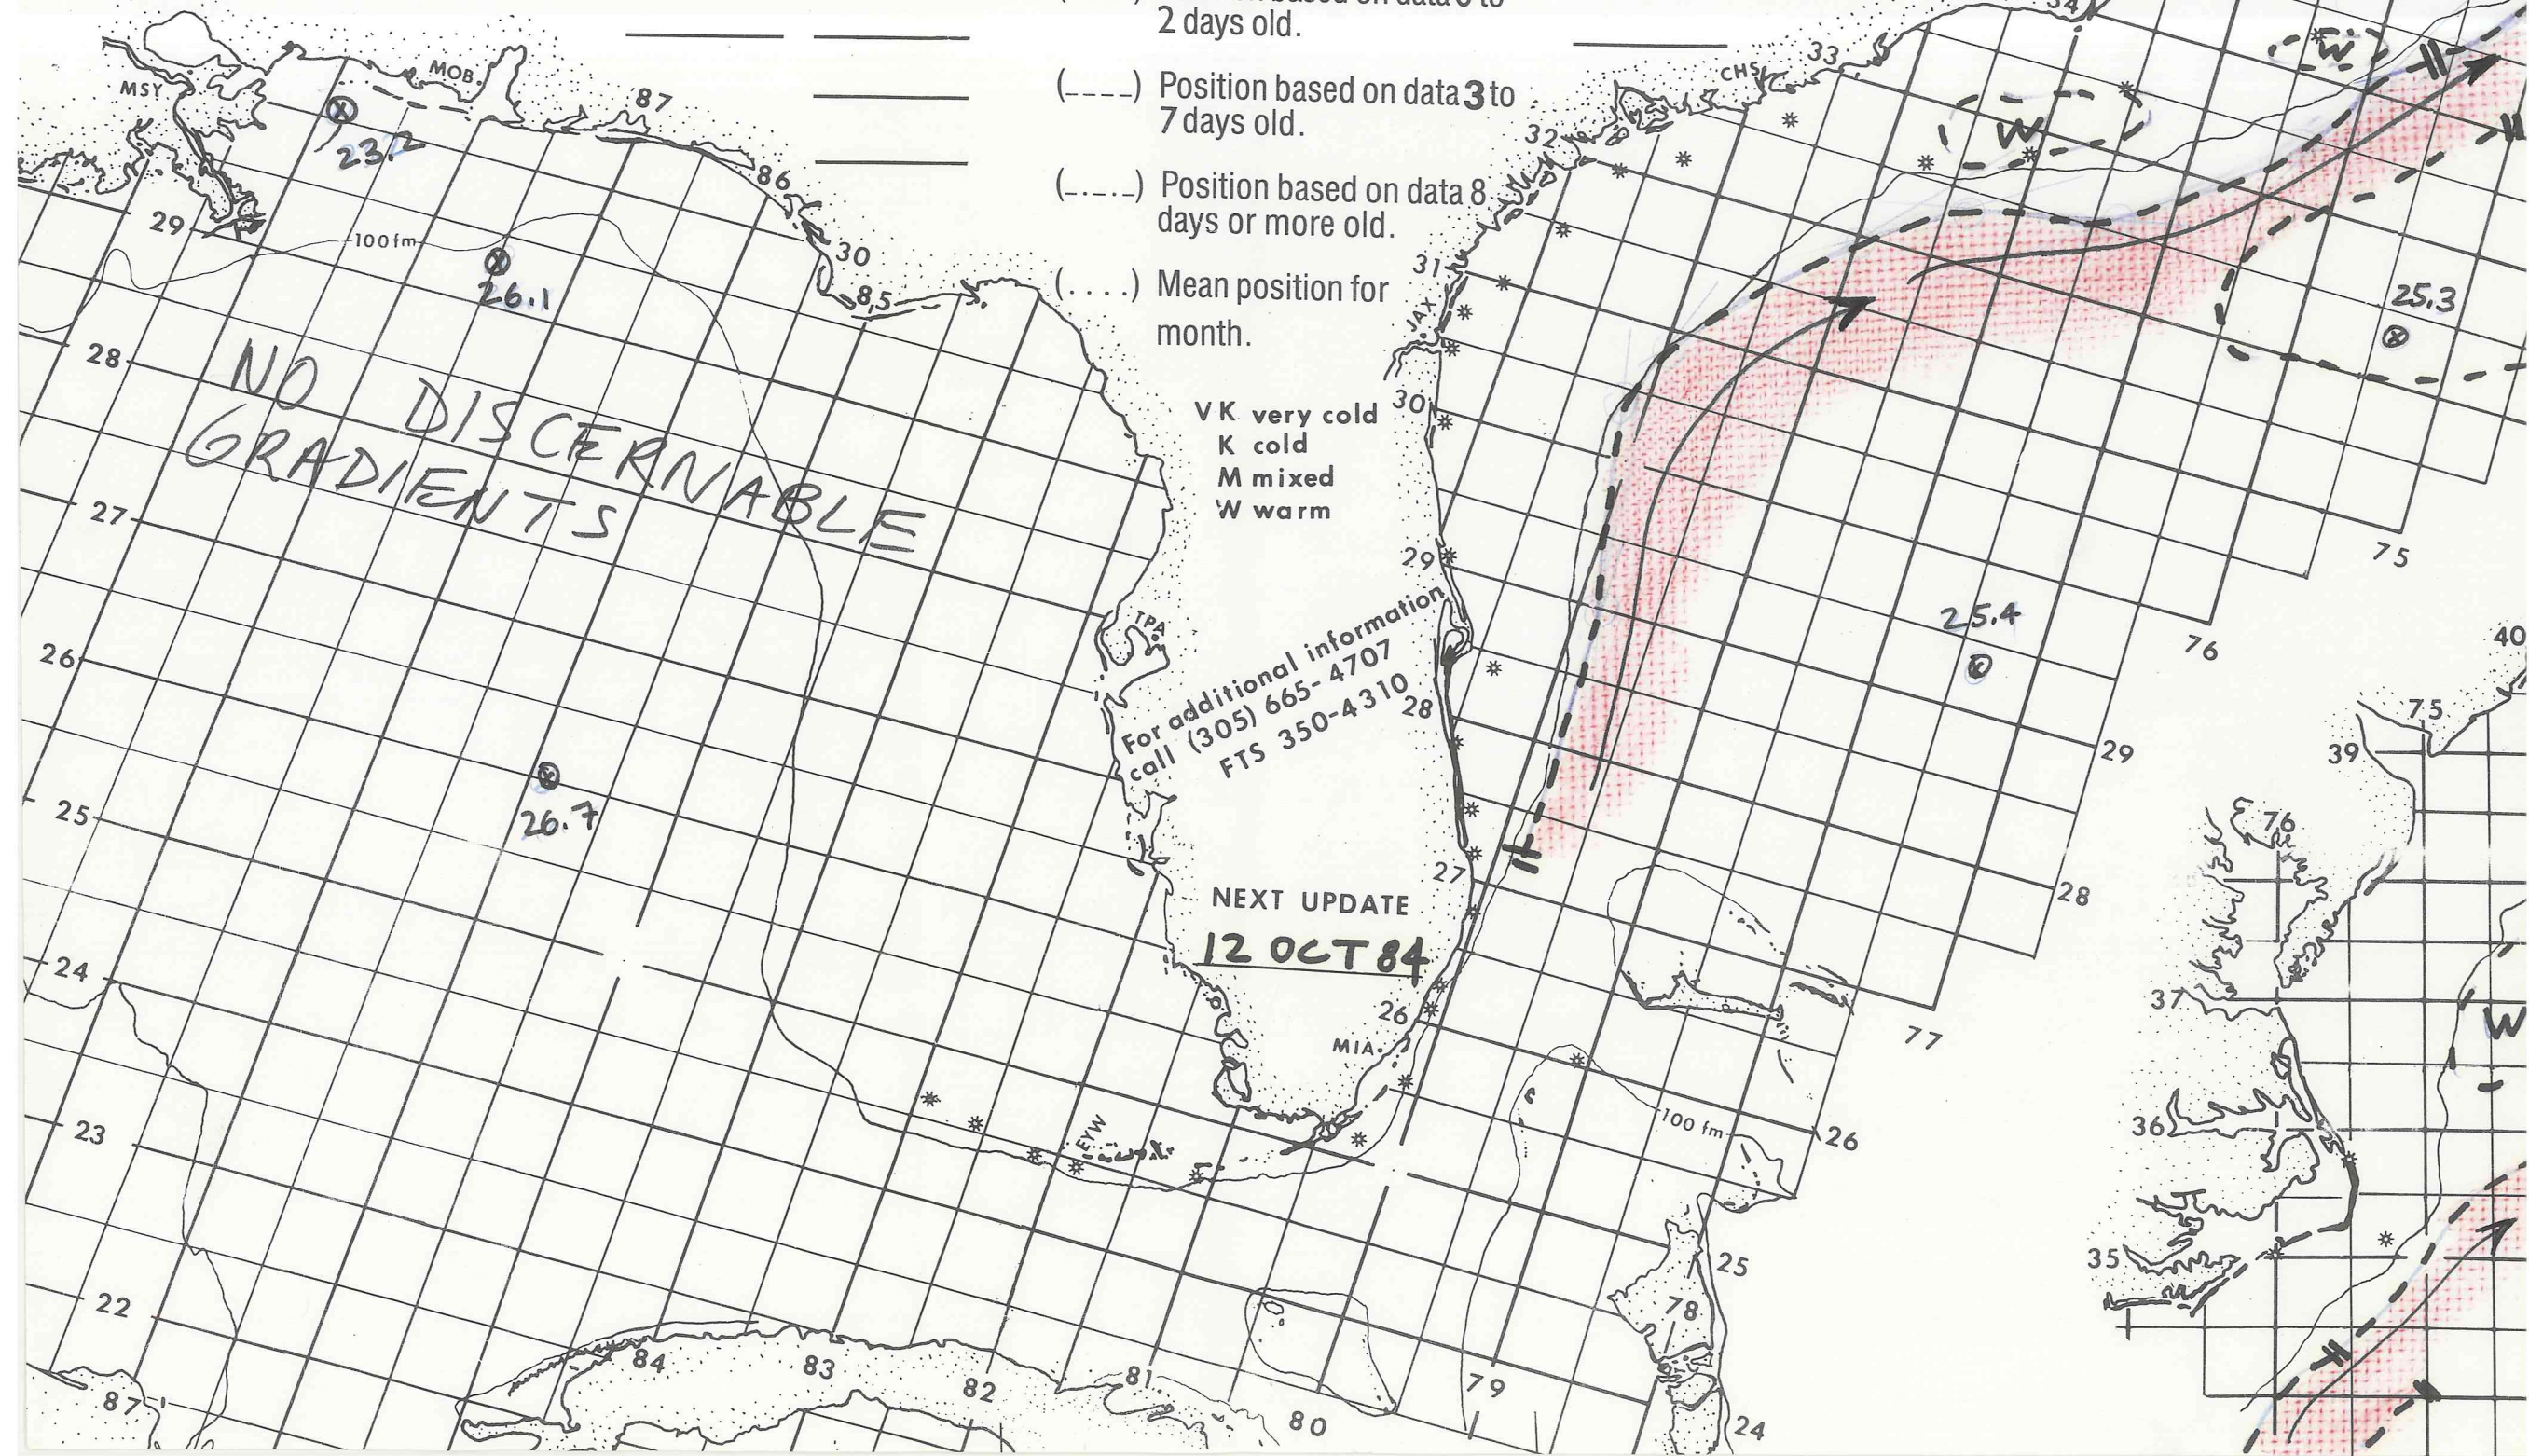 2 days old.
(____) Position based on data 3 to
7 days old.
(_._._) Position based on data 8
days or more old.
(....) Mean position for
month.
VK very cold
K cold
M mixed
W warm
For additional information
call (305) 665-4707
FTS 350-4310
NEXT UPDATE
12 OCT 84
NO DISCERNABLE
GRADIENTS
MSY
MOB
87
86
30
85
23.2
29
100 fm
26.1
28
27
26
25
26.7
24
23
22
87
84
83
82
81
80
79
78
EYW
MIA
TPA
JAX
CHS
34
33
32
31
30
29
28
27
26
W
W
25.3
25.4
75
76
29
28
77
100 fm
26
25
24
40
75
39
76
37
W
36
35